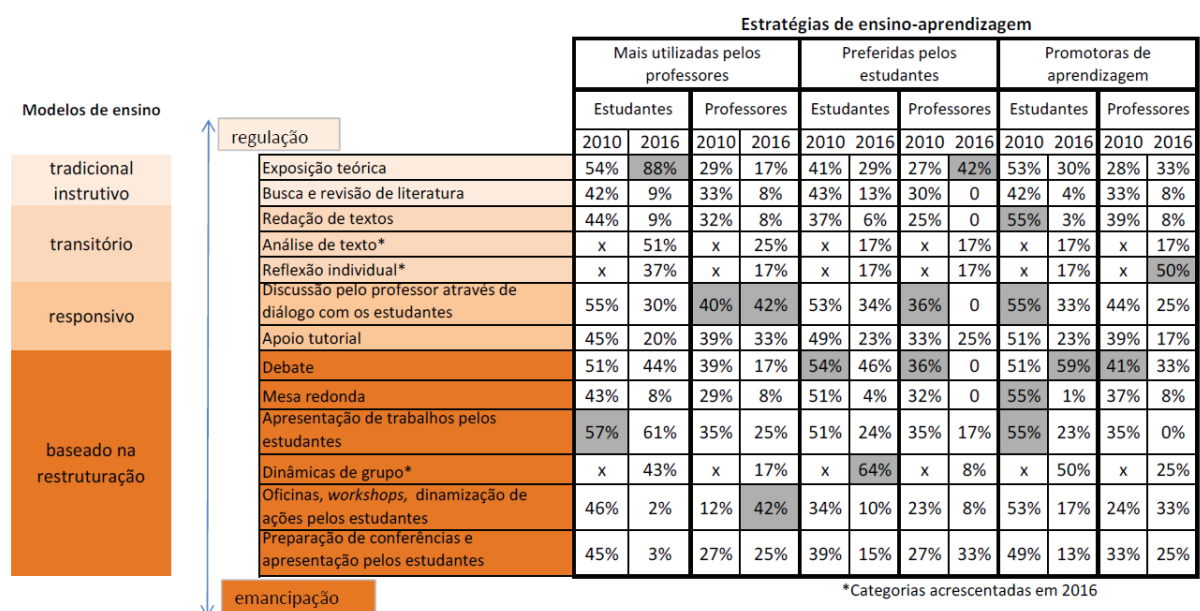 Estratégias de ensino-aprendizagem
Mais utilizadas pelos professores Preferidas pelos estudantes Promotoras de aprendizagem
Modelos de ensino Estudantes Professores Estudantes Professores Estudantes Professores
regulação 2010 2016 2010 2016 2010 2016 2010 2016 2010 2016 2010 2016
tradicional instrutivo
Exposição teórica 54% 88% 29% 17% 41% 29% 27% 42% 53% 30% 28% 33%
Busca e revisão de literatura 42% 9% 33% 8% 43% 13% 30% 0 42% 4% 33% 8%
transitório
Redação de textos 44% 9% 32% 8% 37% 6% 25% 0 55% 3% 39% 8%
Análise de texto* x 51% x 25% x 17% x 17% x 17% x 17%
Reflexão individual* x 37% x 17% x 17% x 17% x 17% x 50%
responsivo
Discussão pelo professor através de
diálogo com os estudantes 55% 30% 40% 42% 53% 34% 36% 0 55% 33% 44% 25%
Apoio tutorial 45% 20% 39% 33% 49% 23% 33% 25% 51% 23% 39% 17%
baseado na
restruturação
Debate 51% 44% 39% 17% 54% 46% 36% 0 51% 59% 41% 33%
Mesa redonda 43% 8% 29% 8% 51% 4% 32% 0 55% 1% 37% 8%
Apresentação de trabalhos pelos
estudantes 57% 61% 35% 25% 51% 24% 35% 17% 55% 23% 35% 0%
Dinâmicas de grupo* x 43% x 17% x 64% x 8% x 50% x 25%
Oficinas, workshops, dinamização de
ações pelos estudantes 46% 2% 12% 42% 34% 10% 23% 8% 53% 17% 24% 33%
Preparação de conferências e
apresentação pelos estudantes 45% 3% 27% 25% 39% 15% 27% 33% 49% 13% 33% 25%
emancipação
*Categorias acrescentadas em 2016